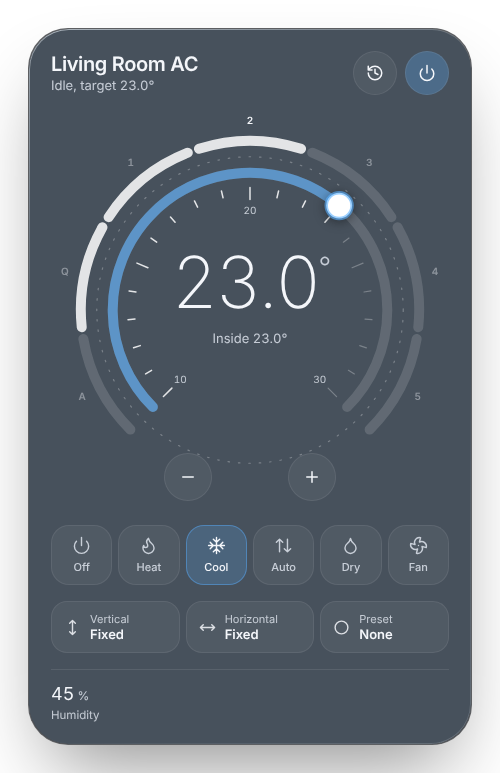 Living Room AC
Idle, target 23.0°
2
1
3
20
Q
4
23.0°
Inside 23.0°
10
30
A
5
− +
Off Heat Cool Auto Dry Fan
Vertical
Fixed
Horizontal
Fixed
Preset
None
45 %
Humidity